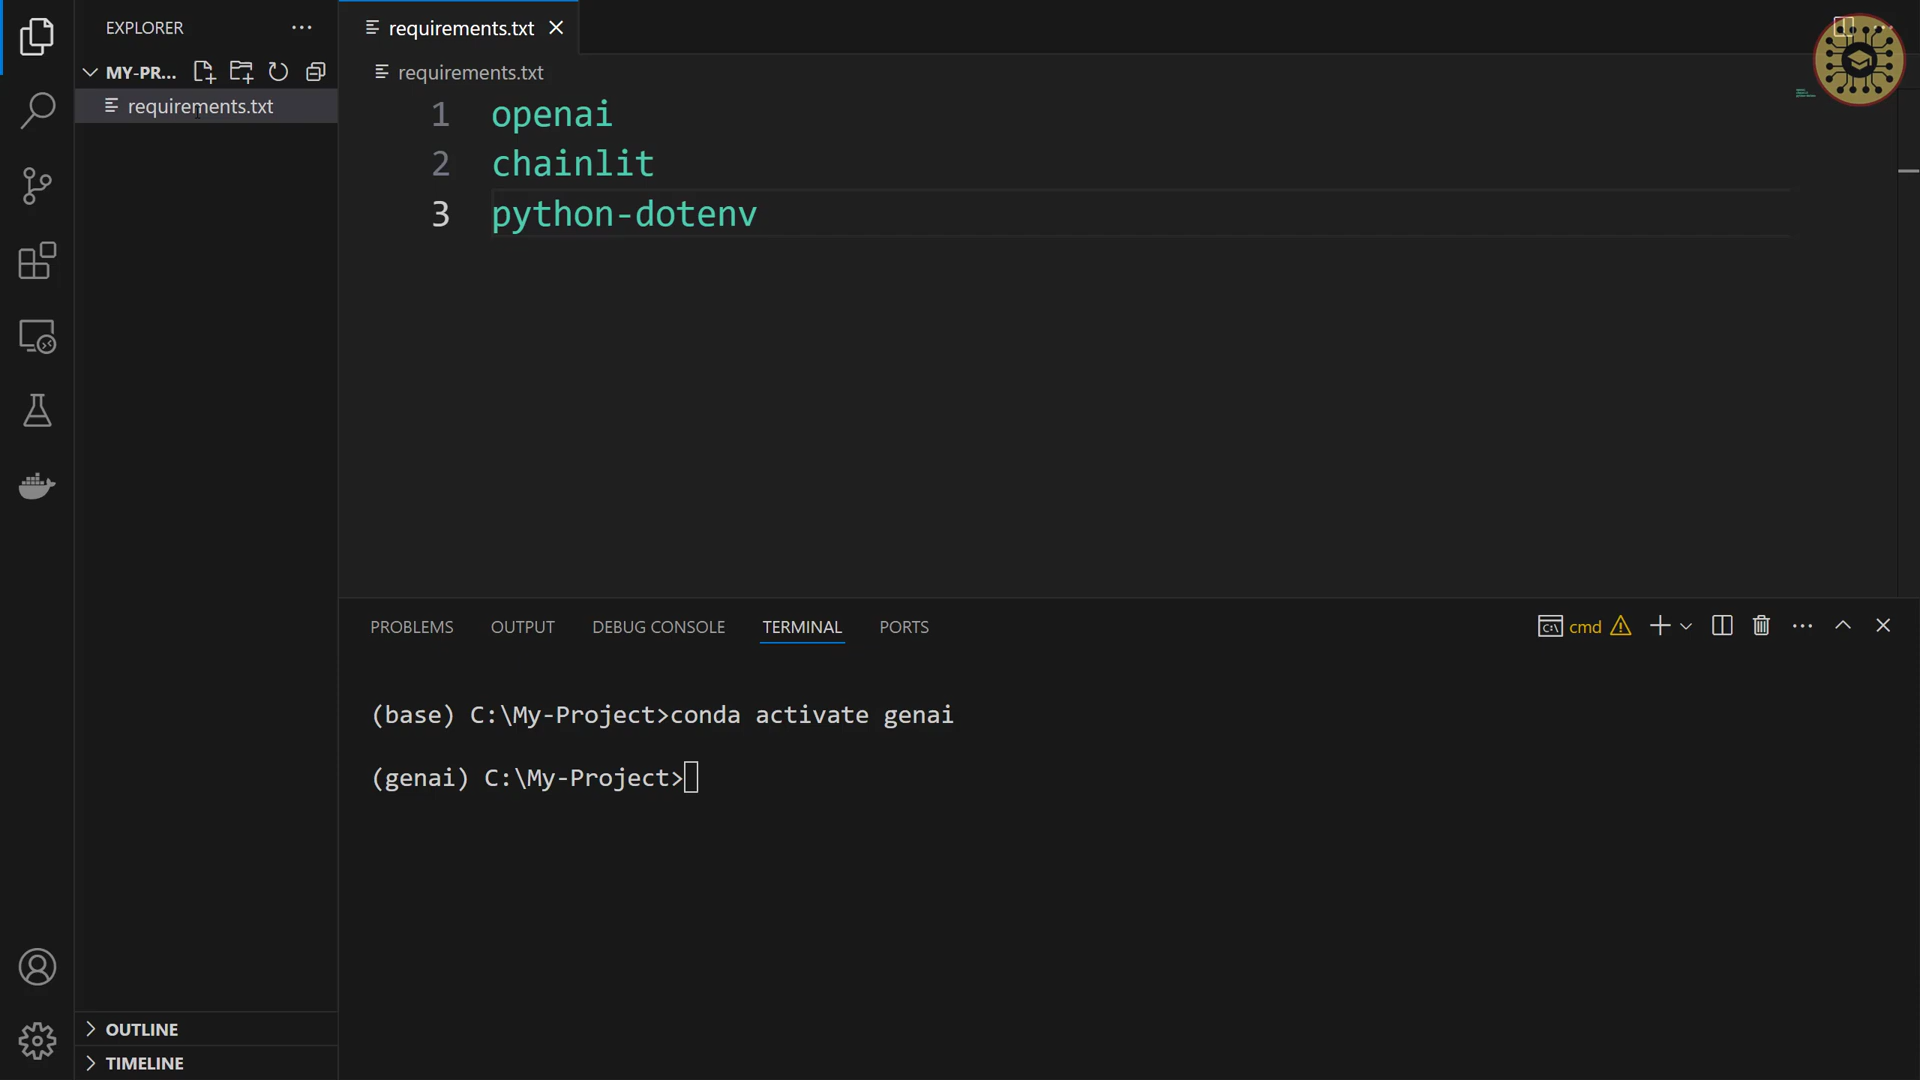 EXPLORER
MY-PR...
requirements.txt
OUTLINE
TIMELINE
requirements.txt
requirements.txt
1 openai
2 chainlit
3 python-dotenv
PROBLEMS OUTPUT DEBUG CONSOLE TERMINAL PORTS
cmd
(base) C:\My-Project>conda activate genai
(genai) C:\My-Project>